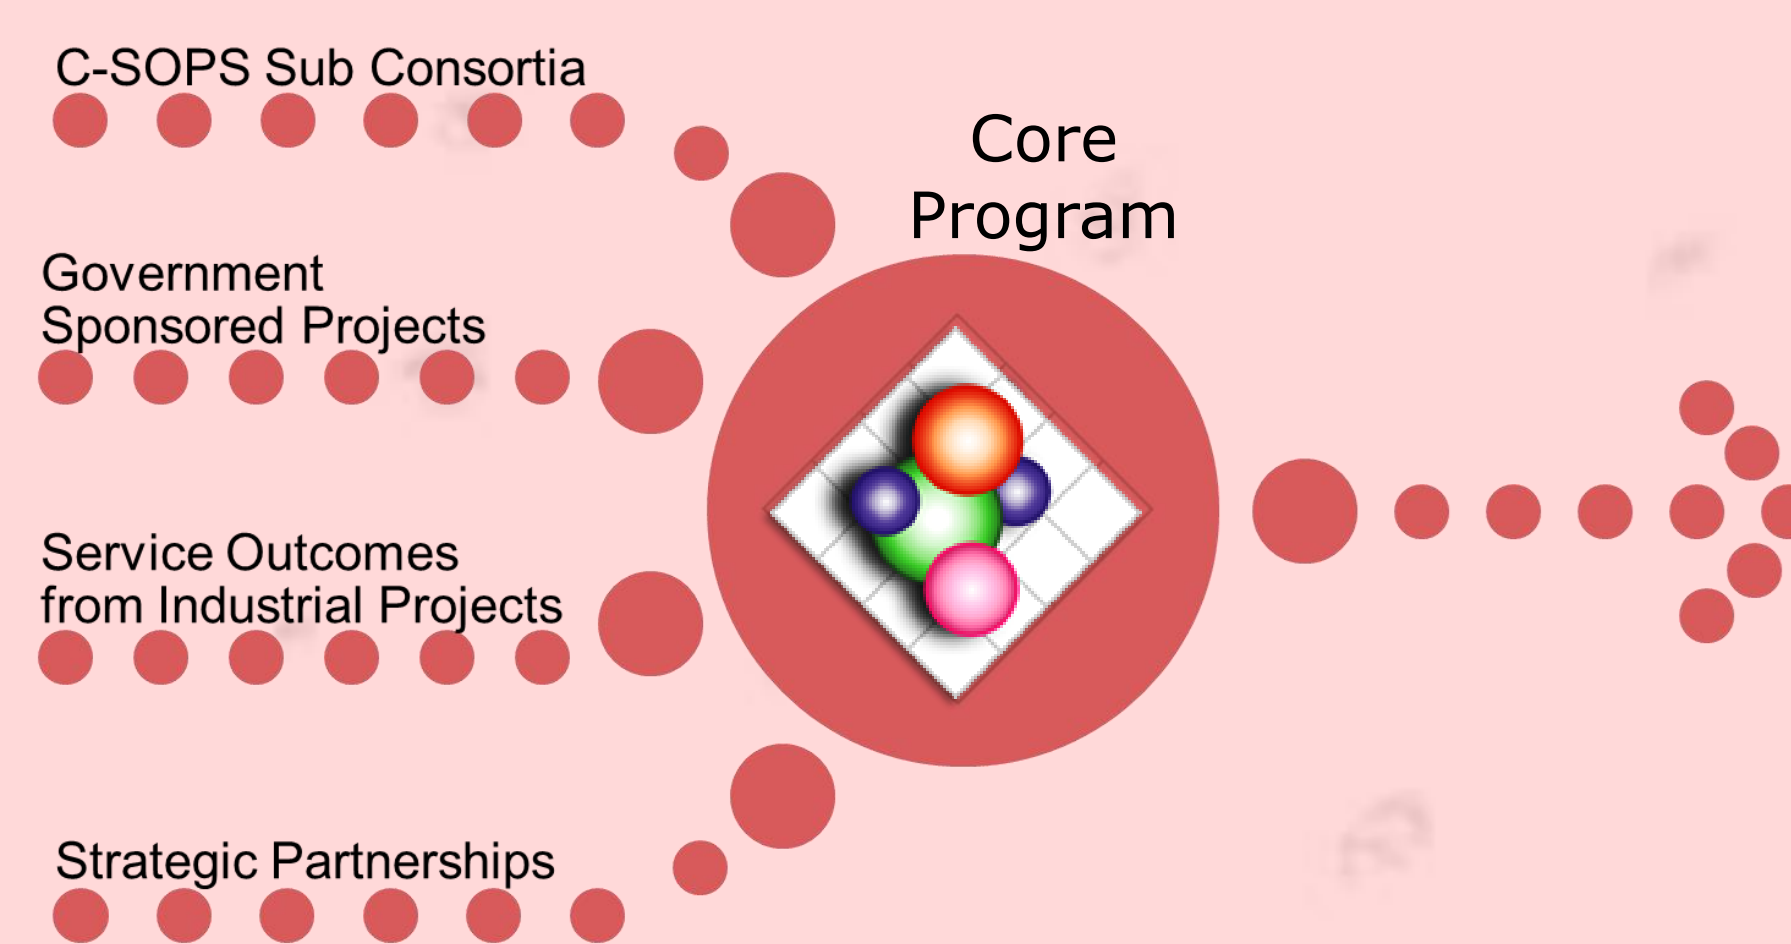 C-SOPS Sub Consortia
Core
Program
Government
Sponsored Projects
Service Outcomes
from Industrial Projects
Strategic Partnerships